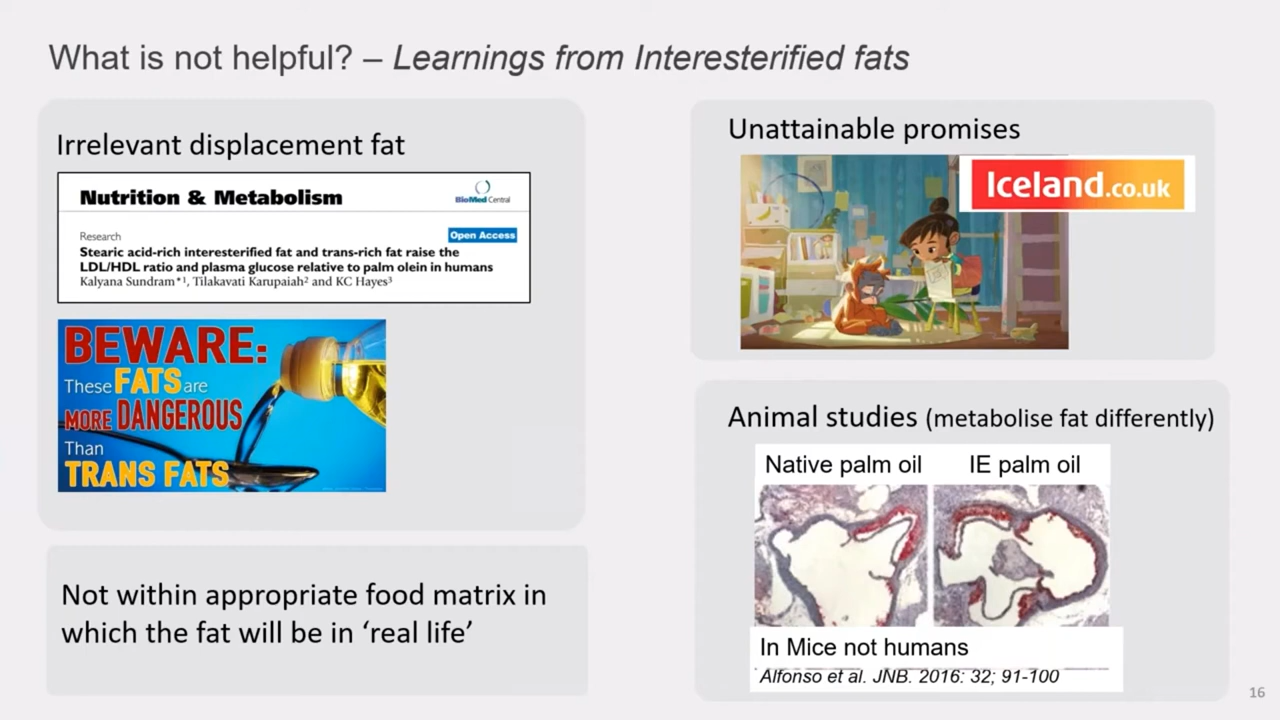 What is not helpful? – Learnings from Interesterified fats
Irrelevant displacement fat
Nutrition & Metabolism
BioMed Central
Research
Open Access
Stearic acid-rich interesterified fat and trans-rich fat raise the
LDL/HDL ratio and plasma glucose relative to palm olein in humans
Kalyana Sundram*1, Tilakavati Karupaiah2 and KC Hayes3
BEWARE:
These FATS are
MORE DANGEROUS
Than
TRANS FATS
Not within appropriate food matrix in
which the fat will be in ‘real life’
Unattainable promises
Iceland.co.uk
Animal studies (metabolise fat differently)
Native palm oil IE palm oil
In Mice not humans
Alfonso et al. JNB. 2016: 32; 91-100
16